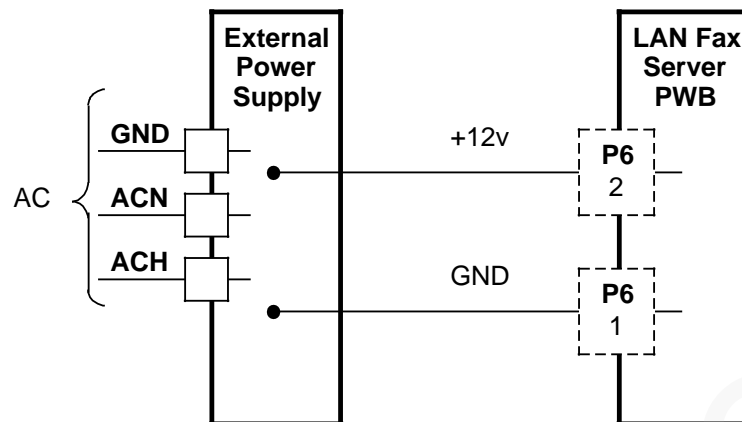 External
Power
Supply
LAN Fax
Server
PWB
GND
+12v
P6
2
AC
ACN
ACH
GND
P6
1